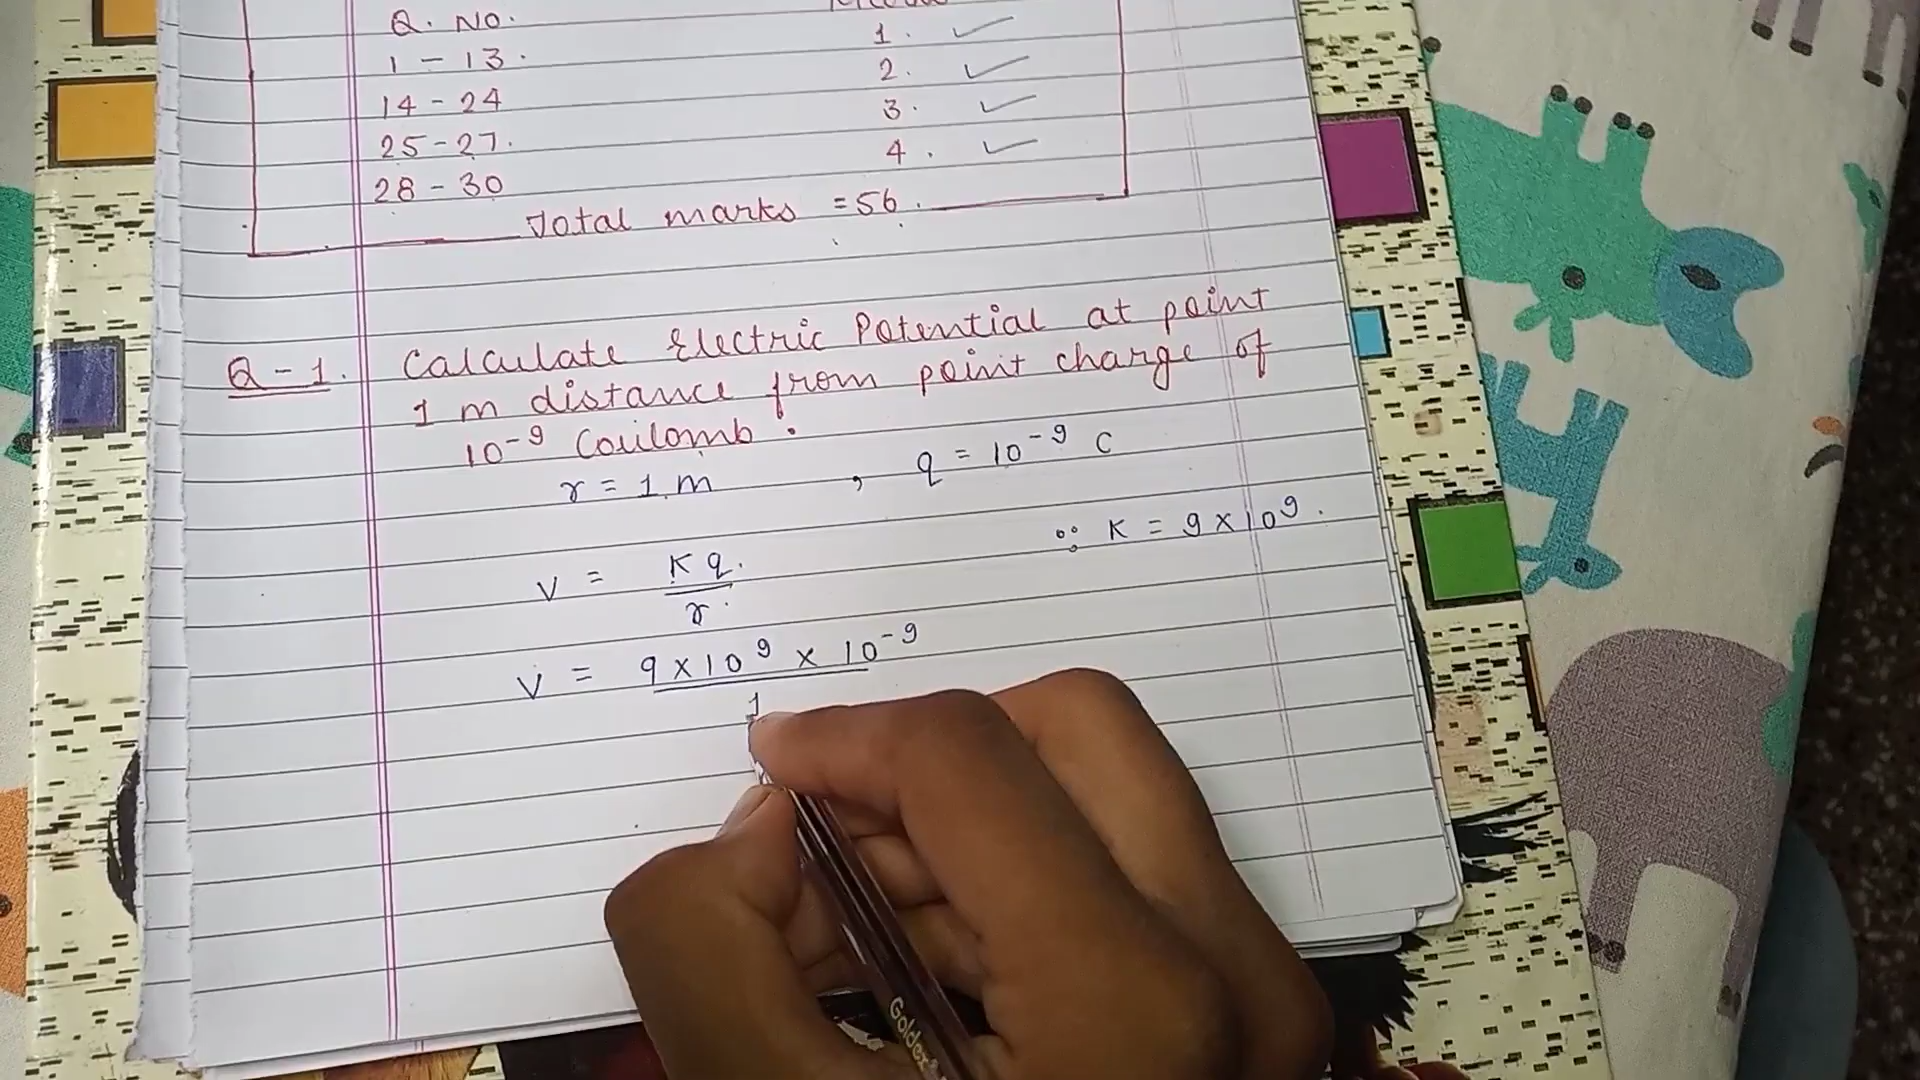 Q. No.
1 - 13. 1. ✓
14 - 24 2. ✓
25 - 27. 3. ✓
28 - 30 4. ✓
Total marks = 56.
Q - 1. Calculate Electric Potential at point
1 m distance from point charge of
10⁻⁹ Coulomb.
r = 1 m , q = 10⁻⁹ C
V = Kq. / r. ∵ K = 9 × 10⁹.
V = 9 × 10⁹ × 10⁻⁹ / 1
Golden